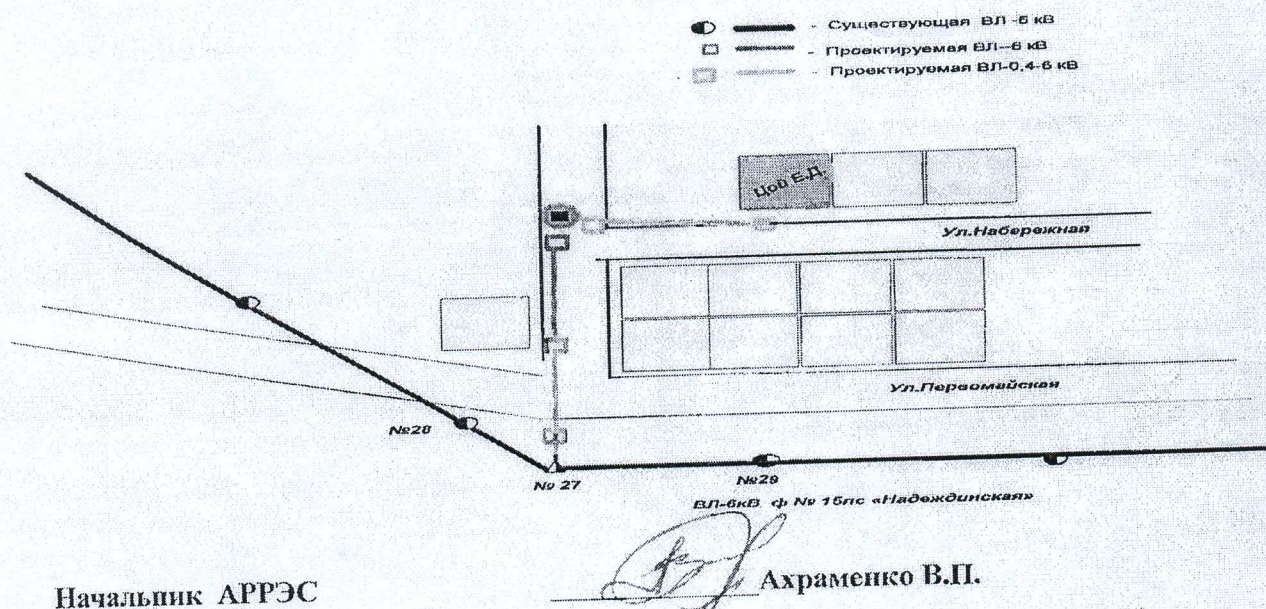 - Существующая ВЛ -6 кВ
- Проектируемая ВЛ--6 кВ
- Проектируемая ВЛ-0,4-6 кВ
Цой Е.Д.
Ул.Набережная
Ул.Первомайская
№28
№ 27
№29
ВЛ-6кВ ф № 15пс «Надеждинская»
Начальник АРРЭС
Ахраменко В.П.